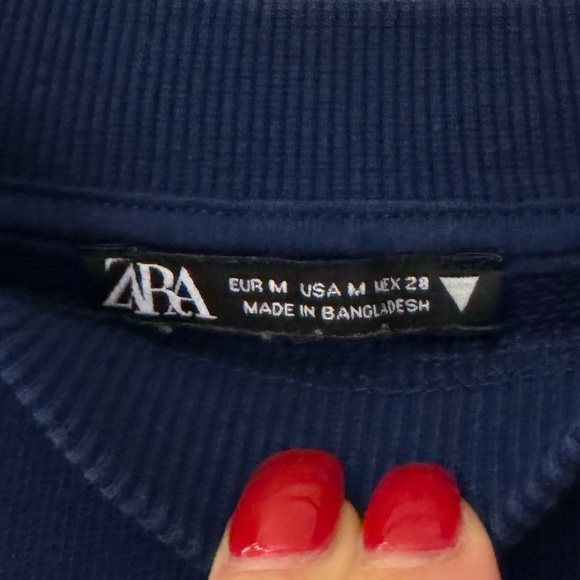 ZARA
EUR M USA M MEX 28
MADE IN BANGLADESH